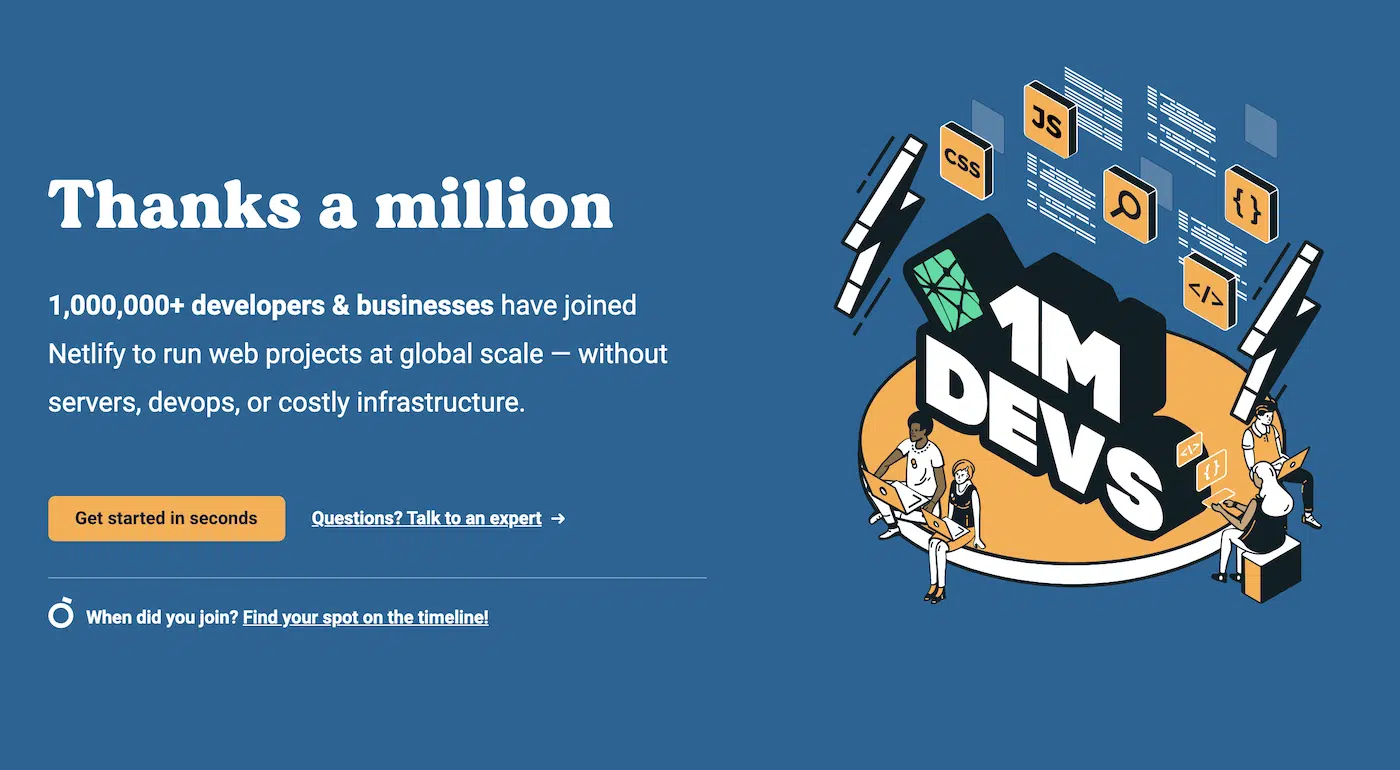 Thanks a million
1,000,000+ developers & businesses have joined
Netlify to run web projects at global scale — without
servers, devops, or costly infrastructure.
Get started in seconds
Questions? Talk to an expert →
When did you join? Find your spot on the timeline!
JS
CSS
{ }
</>
1M
DEVS
</>
{ }